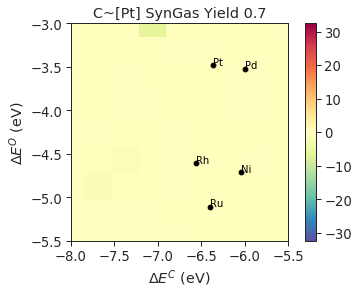 C~[Pt] SynGas Yield 0.7
−3.0
−3.5
−4.0
−4.5
−5.0
−5.5
ΔE^O (eV)
Pt
Pd
Rh
Ni
Ru
−8.0 −7.5 −7.0 −6.5 −6.0 −5.5
ΔE^C (eV)
30
20
10
0
−10
−20
−30